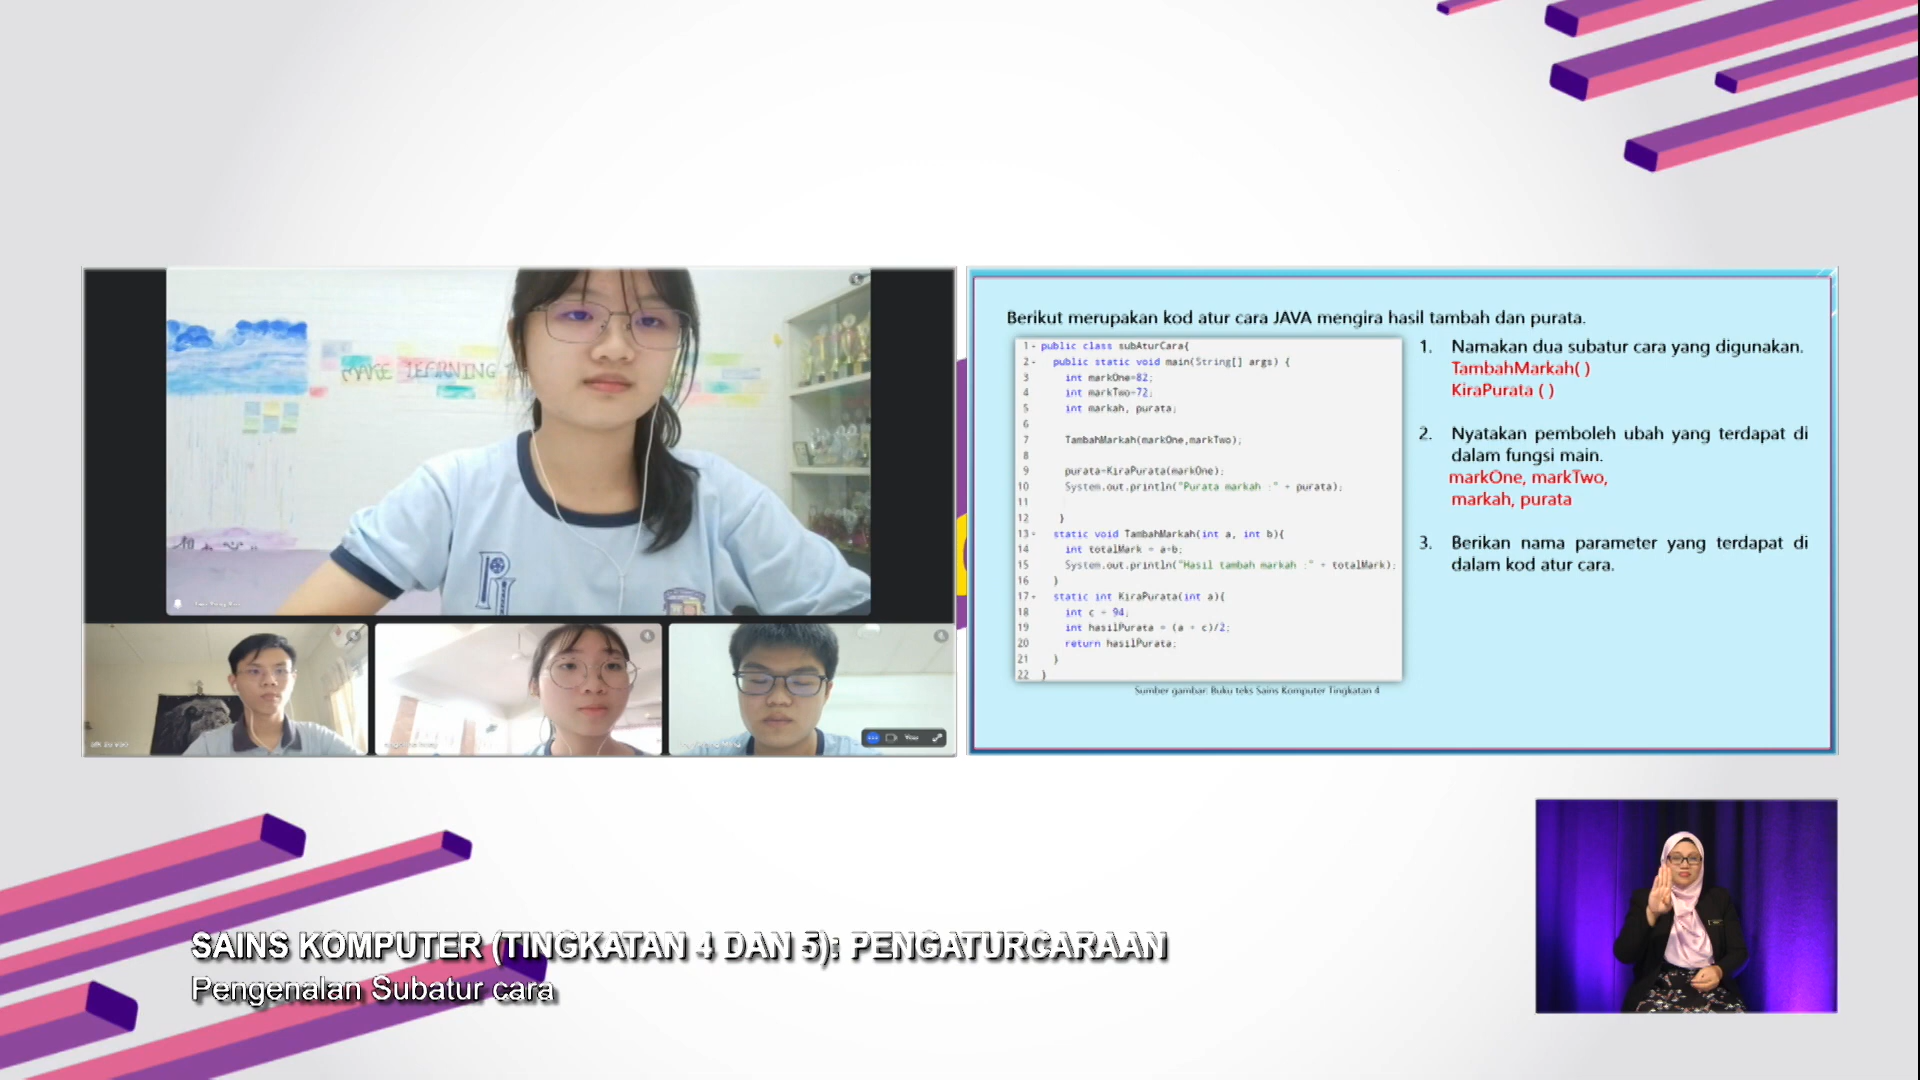 MAKE LEARNING
Berikut merupakan kod atur cara JAVA mengira hasil tambah dan purata.
1 - public class subAturCara{
2 - public static void main(String[] args) {
3 int markOne=82;
4 int markTwo=72;
5 int markah, purata;
6
7 TambahMarkah(markOne,markTwo);
8
9 purata=KiraPurata(markOne);
10 System.out.println("Purata markah :" + purata);
11
12 }
13 - static void TambahMarkah(int a, int b){
14 int totalMark = a+b;
15 System.out.println("Hasil tambah markah :" + totalMark);
16 }
17 - static int KiraPurata(int a){
18 int c = 94;
19 int hasilPurata = (a + c)/2;
20 return hasilPurata;
21 }
22 }
Sumber gambar: Buku teks Sains Komputer Tingkatan 4
1. Namakan dua subatur cara yang digunakan.
TambahMarkah( )
KiraPurata ( )
2. Nyatakan pemboleh ubah yang terdapat di
dalam fungsi main.
markOne, markTwo,
markah, purata
3. Berikan nama parameter yang terdapat di
dalam kod atur cara.
You
SAINS KOMPUTER (TINGKATAN 4 DAN 5): PENGATURCARAAN
Pengenalan Subatur cara